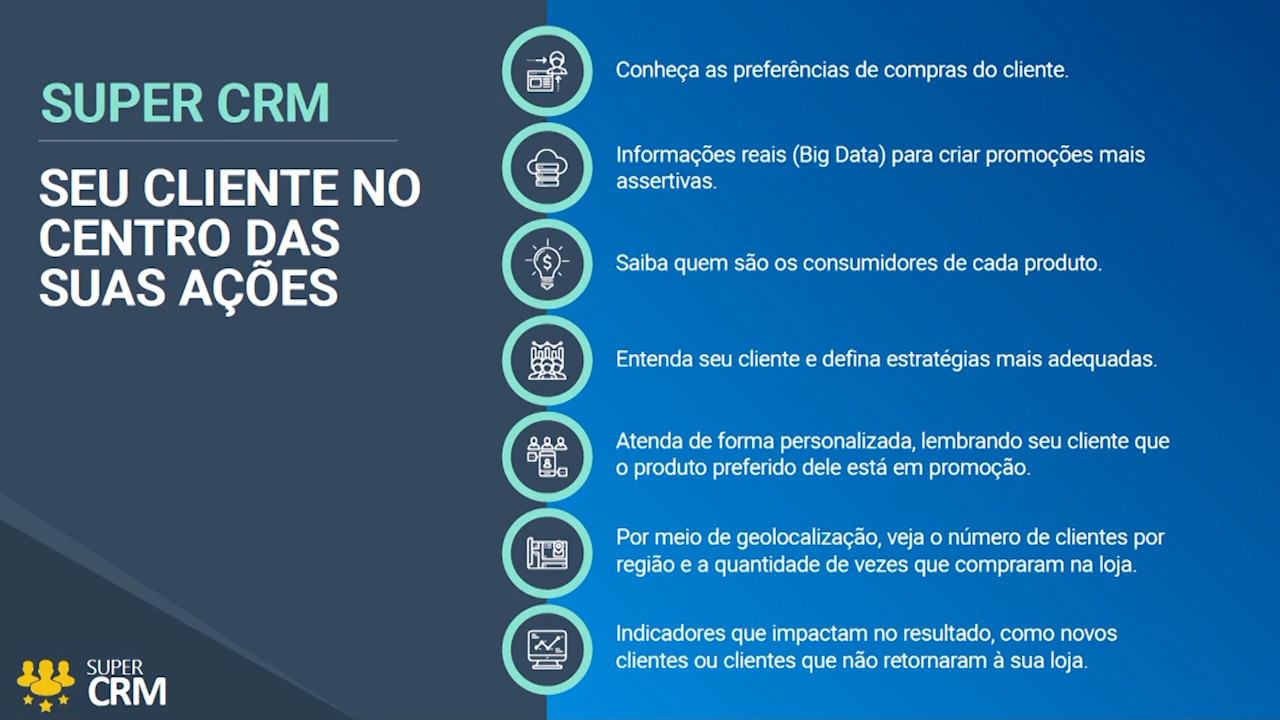 SUPER CRM
SEU CLIENTE NO
CENTRO DAS
SUAS AÇÕES
Conheça as preferências de compras do cliente.
Informações reais (Big Data) para criar promoções mais
assertivas.
Saiba quem são os consumidores de cada produto.
Entenda seu cliente e defina estratégias mais adequadas.
Atenda de forma personalizada, lembrando seu cliente que
o produto preferido dele está em promoção.
Por meio de geolocalização, veja o número de clientes por
região e a quantidade de vezes que compraram na loja.
Indicadores que impactam no resultado, como novos
clientes ou clientes que não retornaram à sua loja.
SUPER
CRM